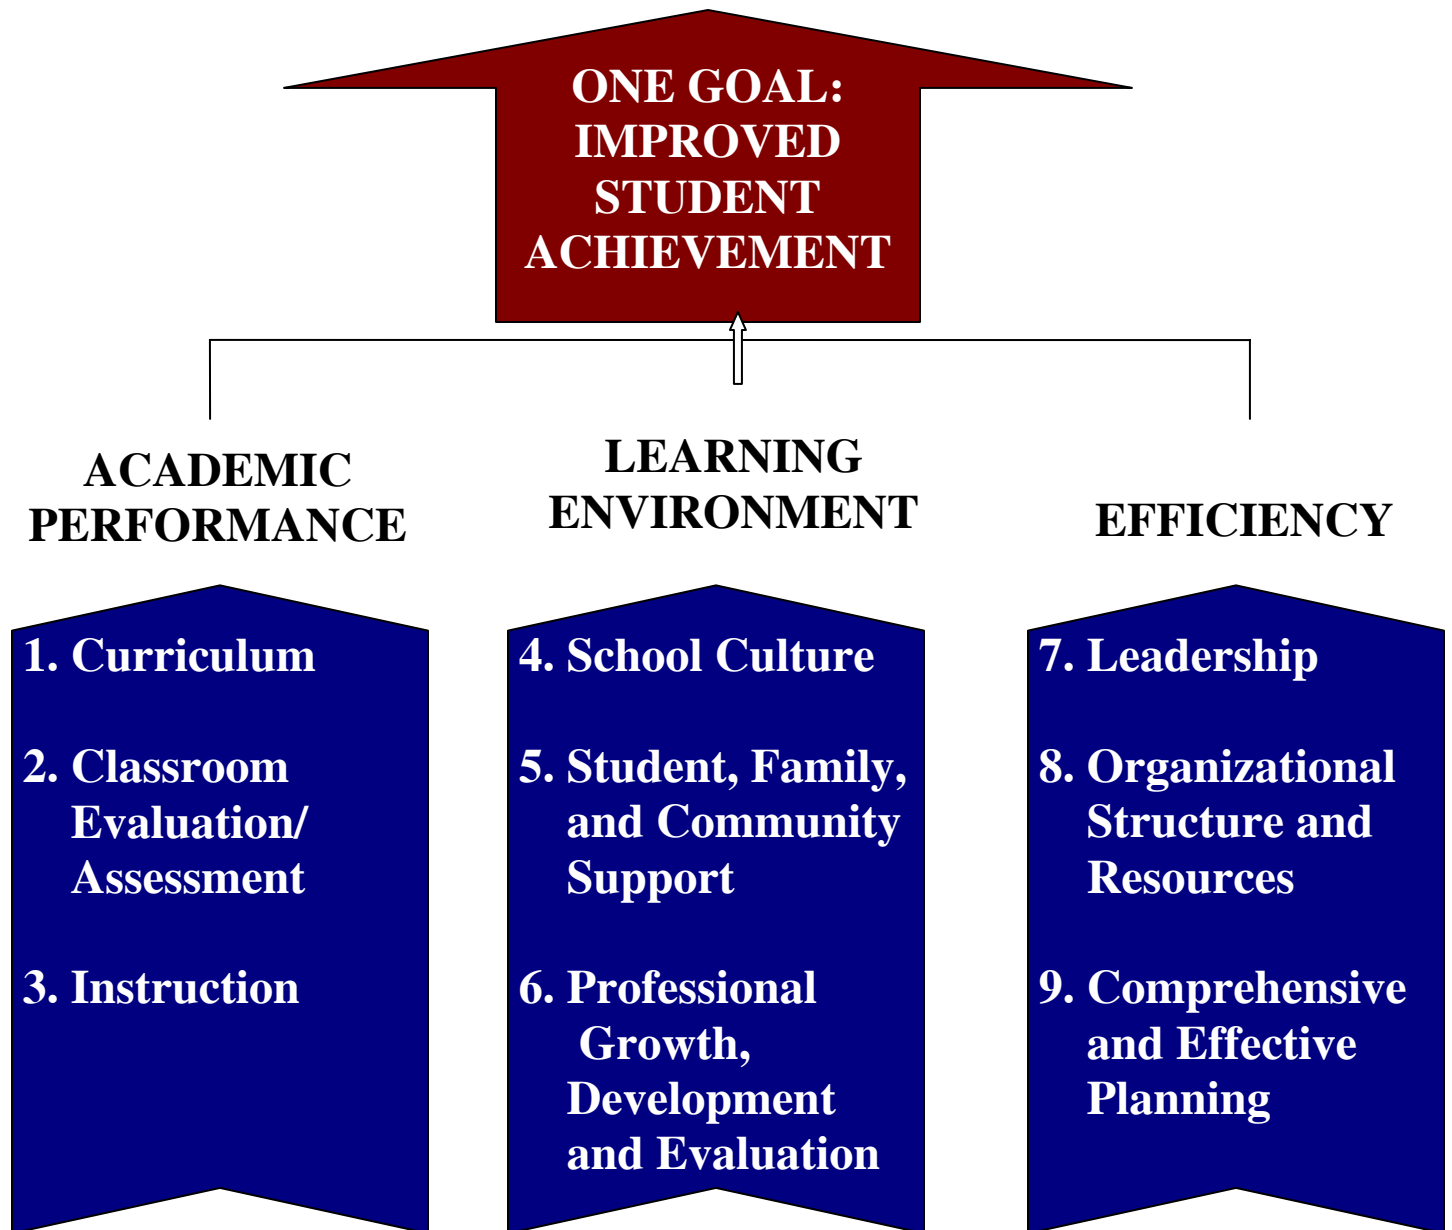 ONE GOAL:
IMPROVED
STUDENT
ACHIEVEMENT
ACADEMIC
PERFORMANCE
1. Curriculum
2. Classroom
Evaluation/
Assessment
3. Instruction
LEARNING
ENVIRONMENT
4. School Culture
5. Student, Family,
and Community
Support
6. Professional
Growth,
Development
and Evaluation
EFFICIENCY
7. Leadership
8. Organizational
Structure and
Resources
9. Comprehensive
and Effective
Planning